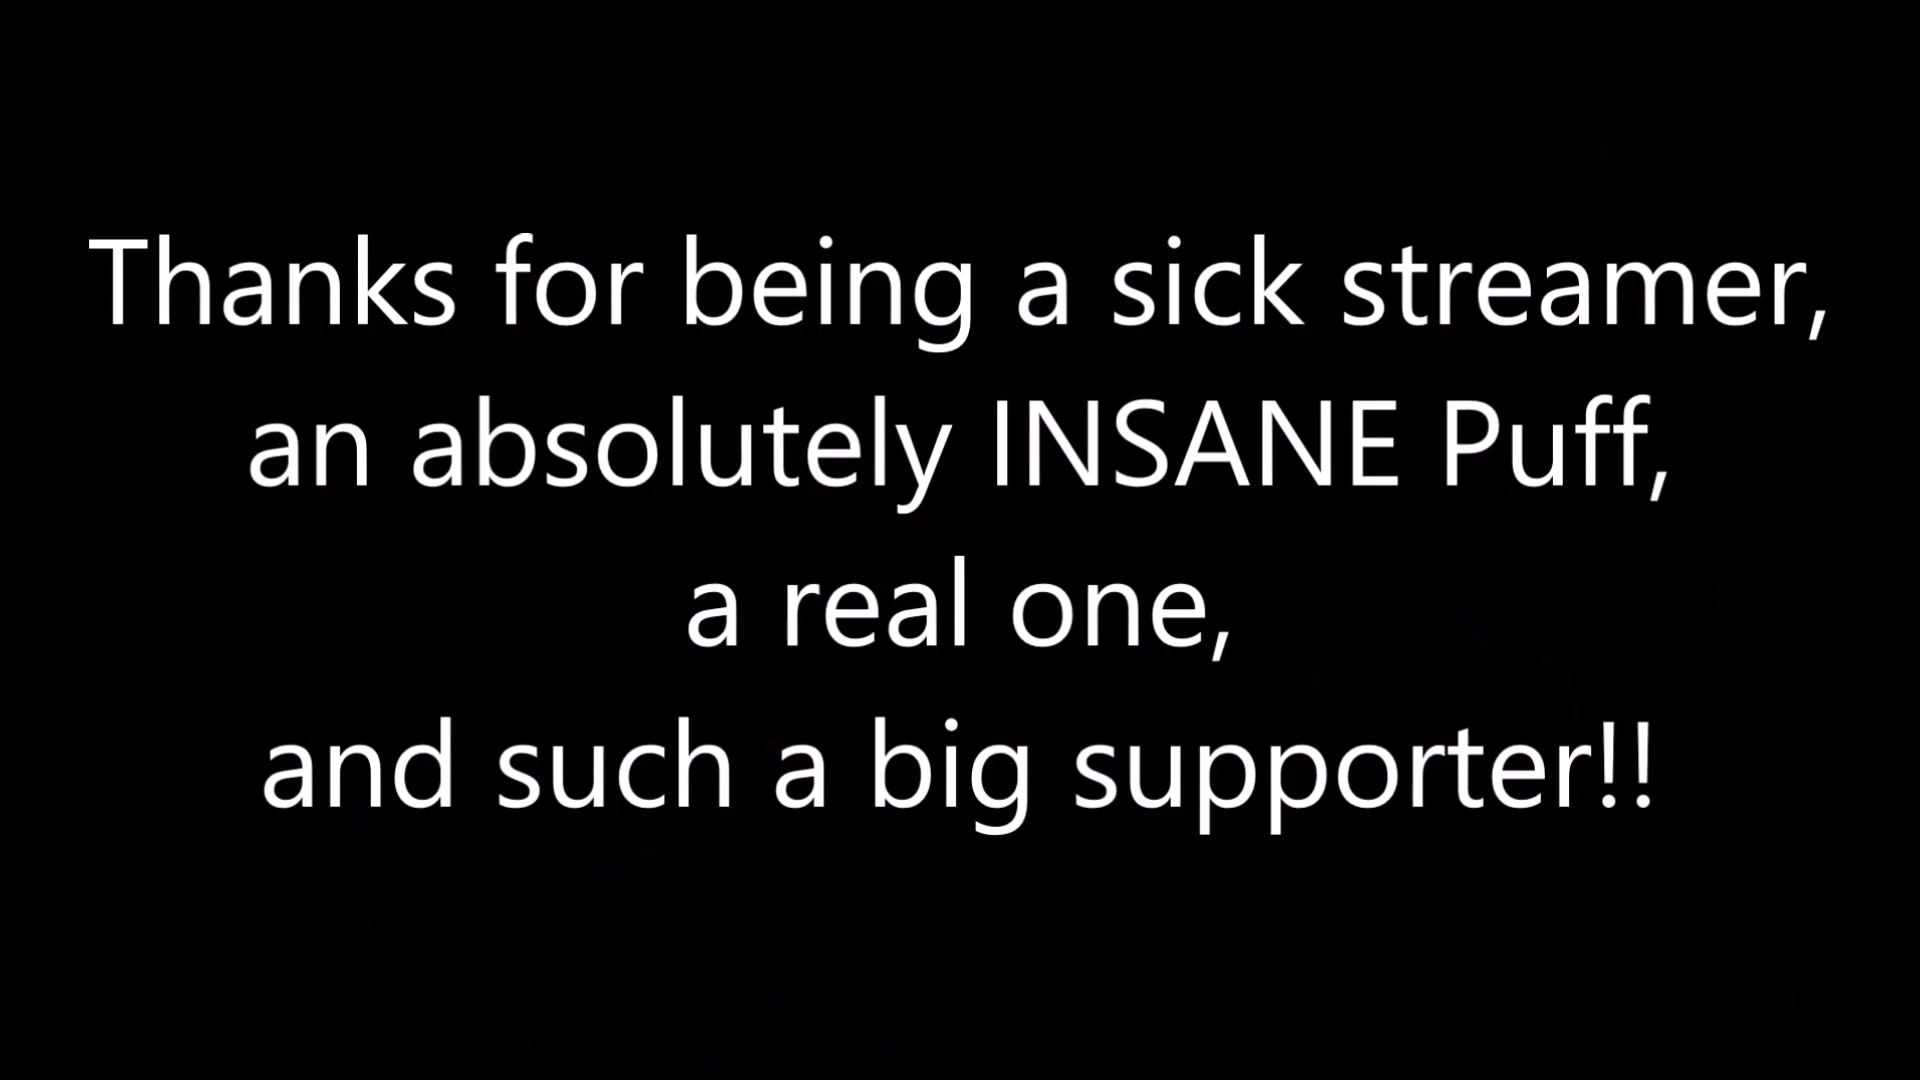 Thanks for being a sick streamer,
an absolutely INSANE Puff,
a real one,
and such a big supporter!!